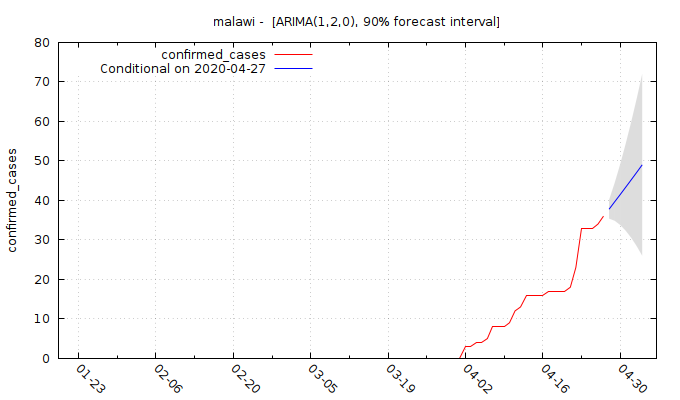 malawi - [ARIMA(1,2,0), 90% forecast interval]
confirmed_cases
Conditional on 2020-04-27
confirmed_cases
80
70
60
50
40
30
20
10
0
01-23 02-06 02-20 03-05 03-19 04-02 04-16 04-30